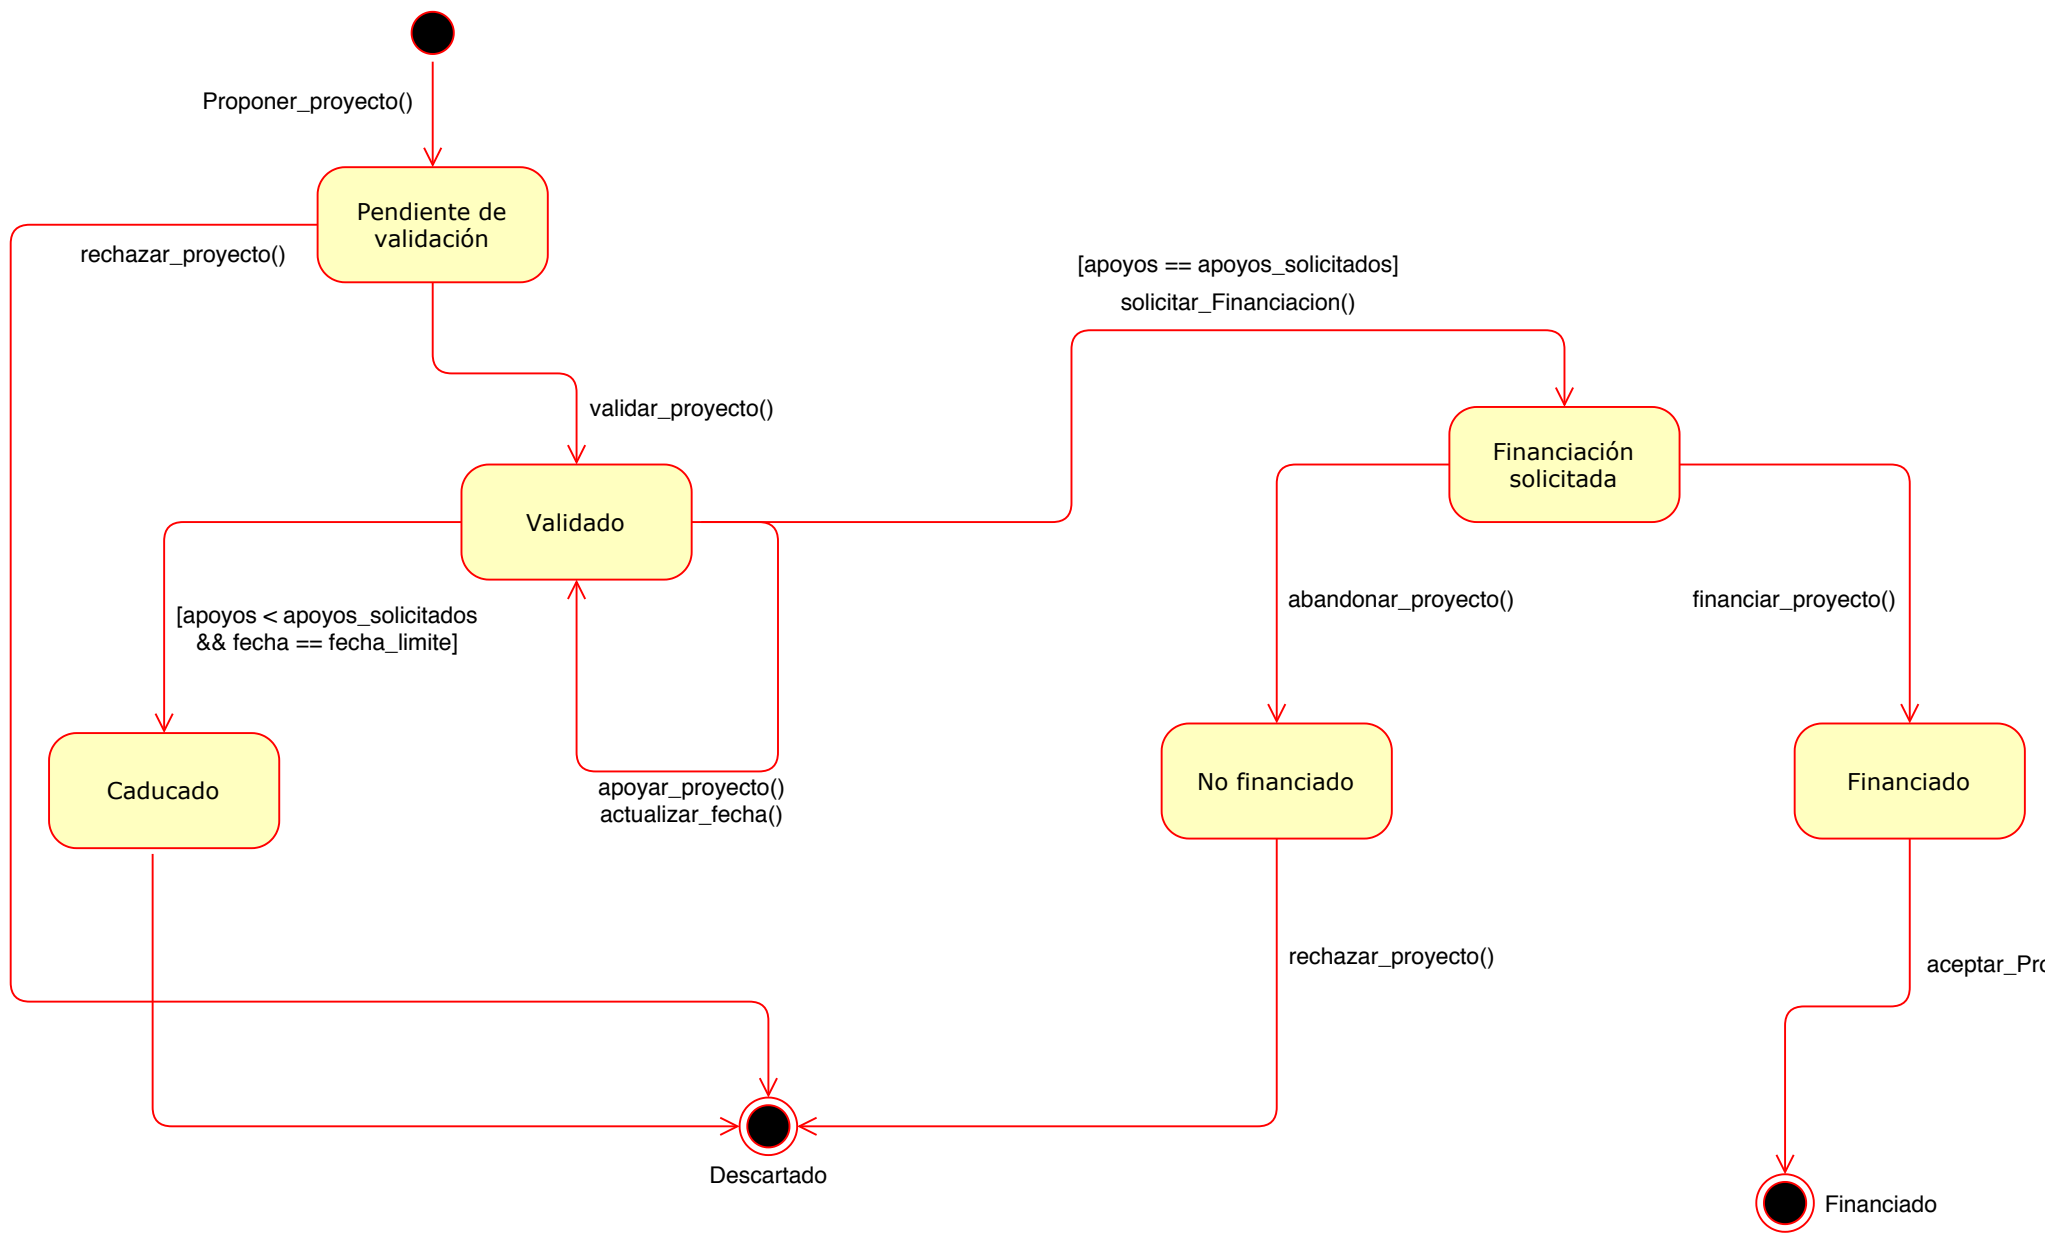 Proponer_proyecto()
Pendiente de
validación
rechazar_proyecto()
[apoyos == apoyos_solicitados]
solicitar_Financiacion()
validar_proyecto()
Financiación
solicitada
Validado
abandonar_proyecto()
financiar_proyecto()
[apoyos < apoyos_solicitados
&& fecha == fecha_limite]
Caducado
apoyar_proyecto()
actualizar_fecha()
No financiado
Financiado
rechazar_proyecto()
Descartado
Financiado